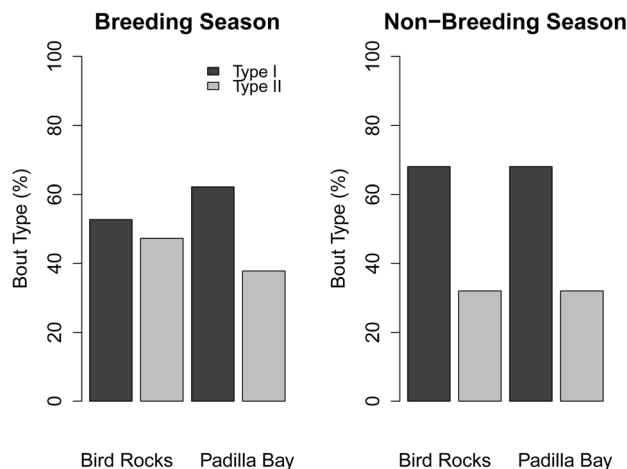 Breeding Season
Non−Breeding Season
Type I
Type II
Bout Type (%)
0
20
40
60
80
100
Bird Rocks
Padilla Bay
Bout Type (%)
0
20
40
60
80
100
Bird Rocks
Padilla Bay